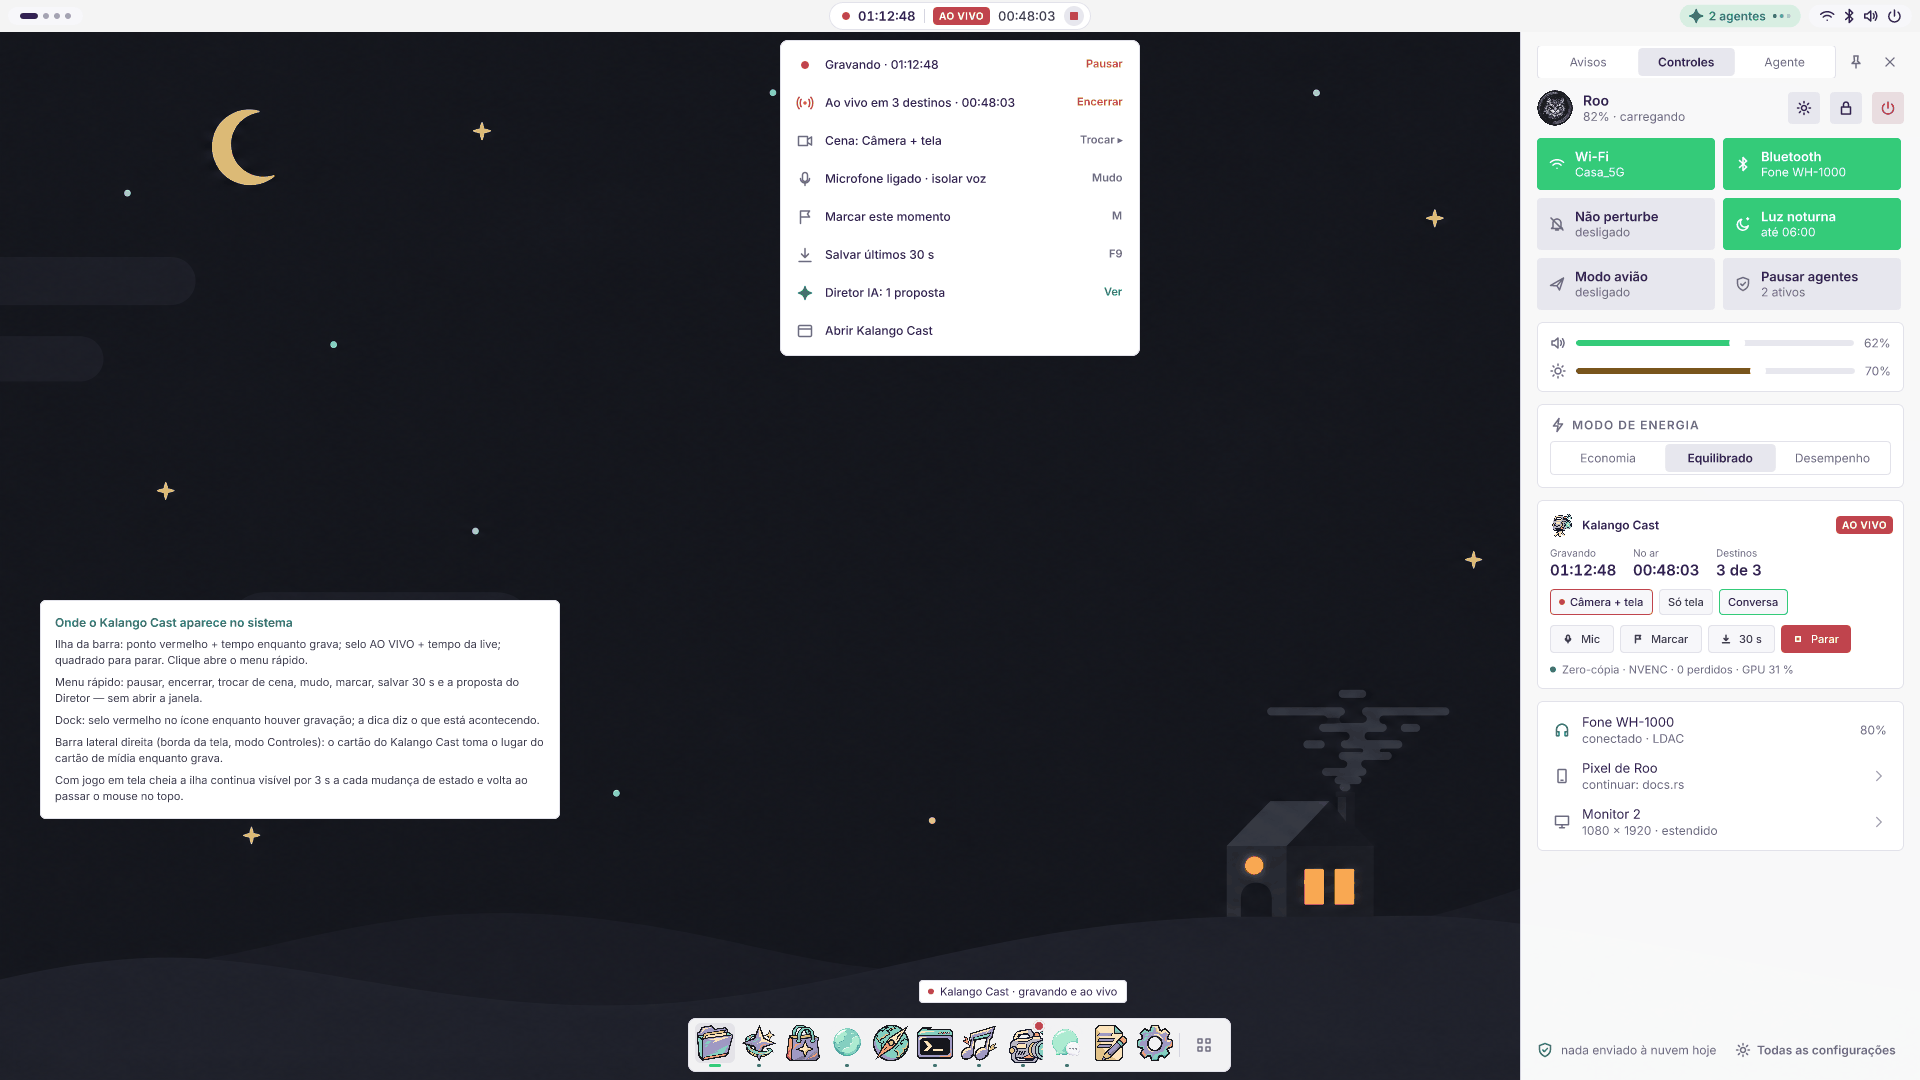 01:12:48 AO VIVO 00:48:03
2 agentes
Gravando · 01:12:48 Pausar
Ao vivo em 3 destinos · 00:48:03 Encerrar
Cena: Câmera + tela Trocar ▸
Microfone ligado · isolar voz Mudo
Marcar este momento M
Salvar últimos 30 s F9
Diretor IA: 1 proposta Ver
Abrir Kalango Cast
Onde o Kalango Cast aparece no sistema
Ilha da barra: ponto vermelho + tempo enquanto grava; selo AO VIVO + tempo da live;
quadrado para parar. Clique abre o menu rápido.
Menu rápido: pausar, encerrar, trocar de cena, mudo, marcar, salvar 30 s e a proposta do
Diretor — sem abrir a janela.
Dock: selo vermelho no ícone enquanto houver gravação; a dica diz o que está acontecendo.
Barra lateral direita (borda da tela, modo Controles): o cartão do Kalango Cast toma o lugar do
cartão de mídia enquanto grava.
Com jogo em tela cheia a ilha continua visível por 3 s a cada mudança de estado e volta ao
passar o mouse no topo.
Kalango Cast · gravando e ao vivo
Avisos Controles Agente
Roo
82% · carregando
Wi-Fi
Casa_5G
Bluetooth
Fone WH-1000
Não perturbe
desligado
Luz noturna
até 06:00
Modo avião
desligado
Pausar agentes
2 ativos
62%
70%
MODO DE ENERGIA
Economia Equilibrado Desempenho
Kalango Cast AO VIVO
Gravando No ar Destinos
01:12:48 00:48:03 3 de 3
Câmera + tela Só tela Conversa
Mic Marcar 30 s Parar
Zero-cópia · NVENC · 0 perdidos · GPU 31 %
Fone WH-1000
conectado · LDAC
80%
Pixel de Roo
continuar: docs.rs
Monitor 2
1080 × 1920 · estendido
nada enviado à nuvem hoje Todas as configurações